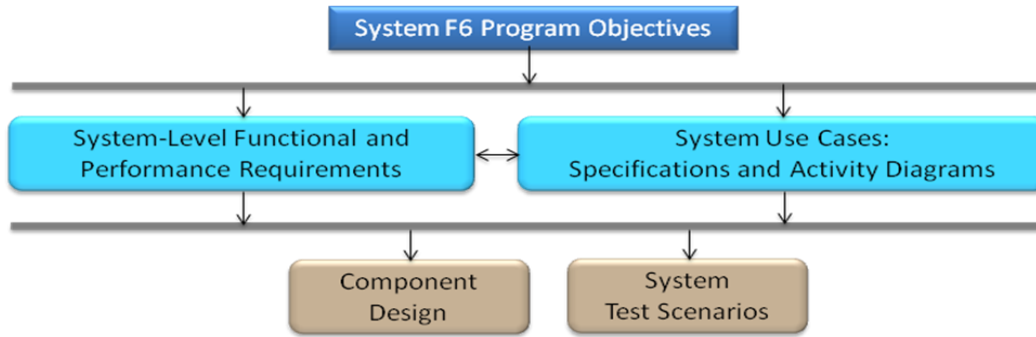 System F6 Program Objectives
System-Level Functional and
Performance Requirements
System Use Cases:
Specifications and Activity Diagrams
Component
Design
System
Test Scenarios